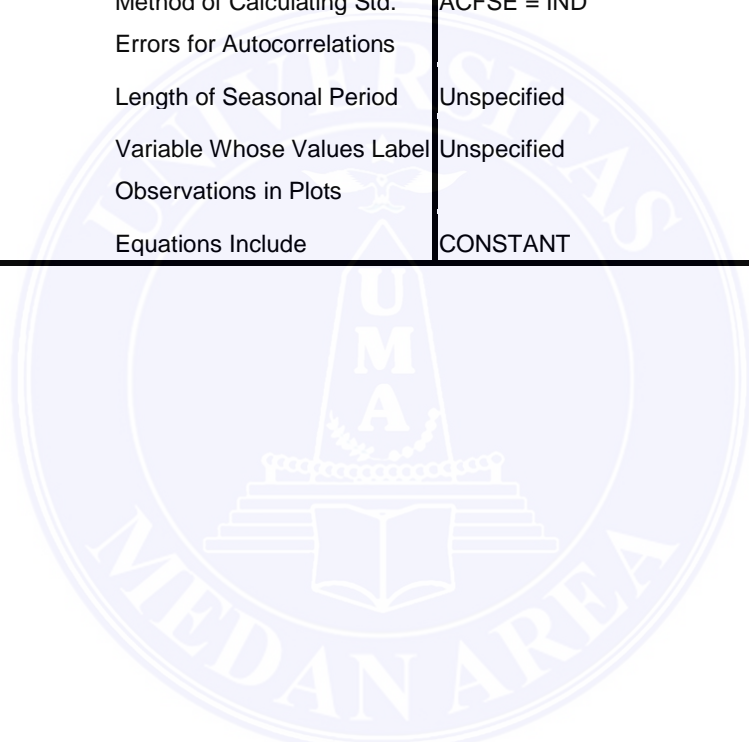 Method of Calculating Std. ACFSE = IND
Errors for Autocorrelations
Length of Seasonal Period Unspecified
Variable Whose Values Label Unspecified
Observations in Plots
Equations Include CONSTANT
UNIVERSITAS
U
M
A
MEDAN AREA